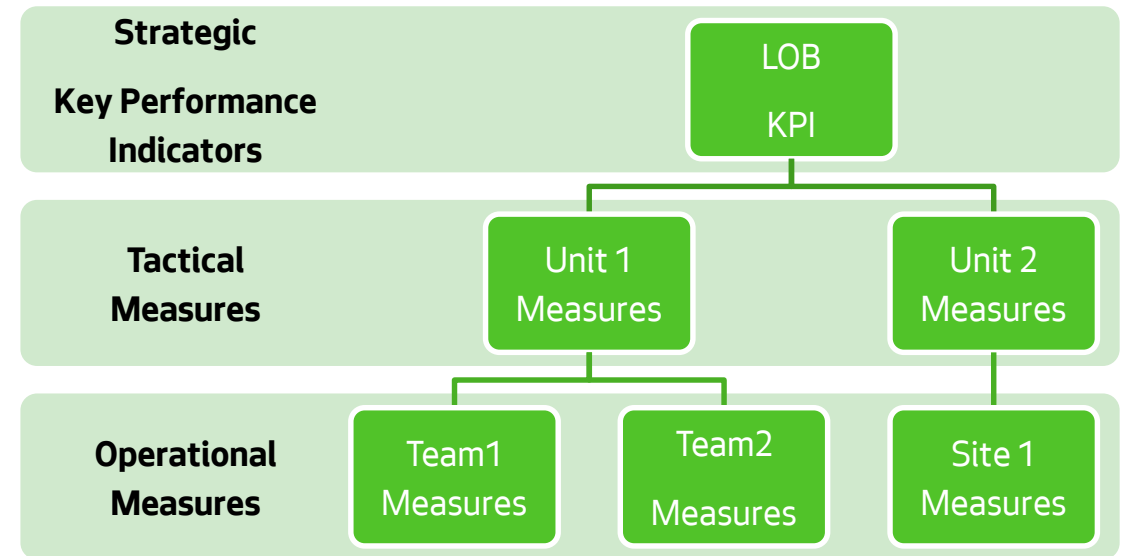 Strategic
Key Performance
Indicators
LOB
KPI
Tactical
Measures
Unit 1
Measures
Unit 2
Measures
Operational
Measures
Team1
Measures
Team2
Measures
Site 1
Measures